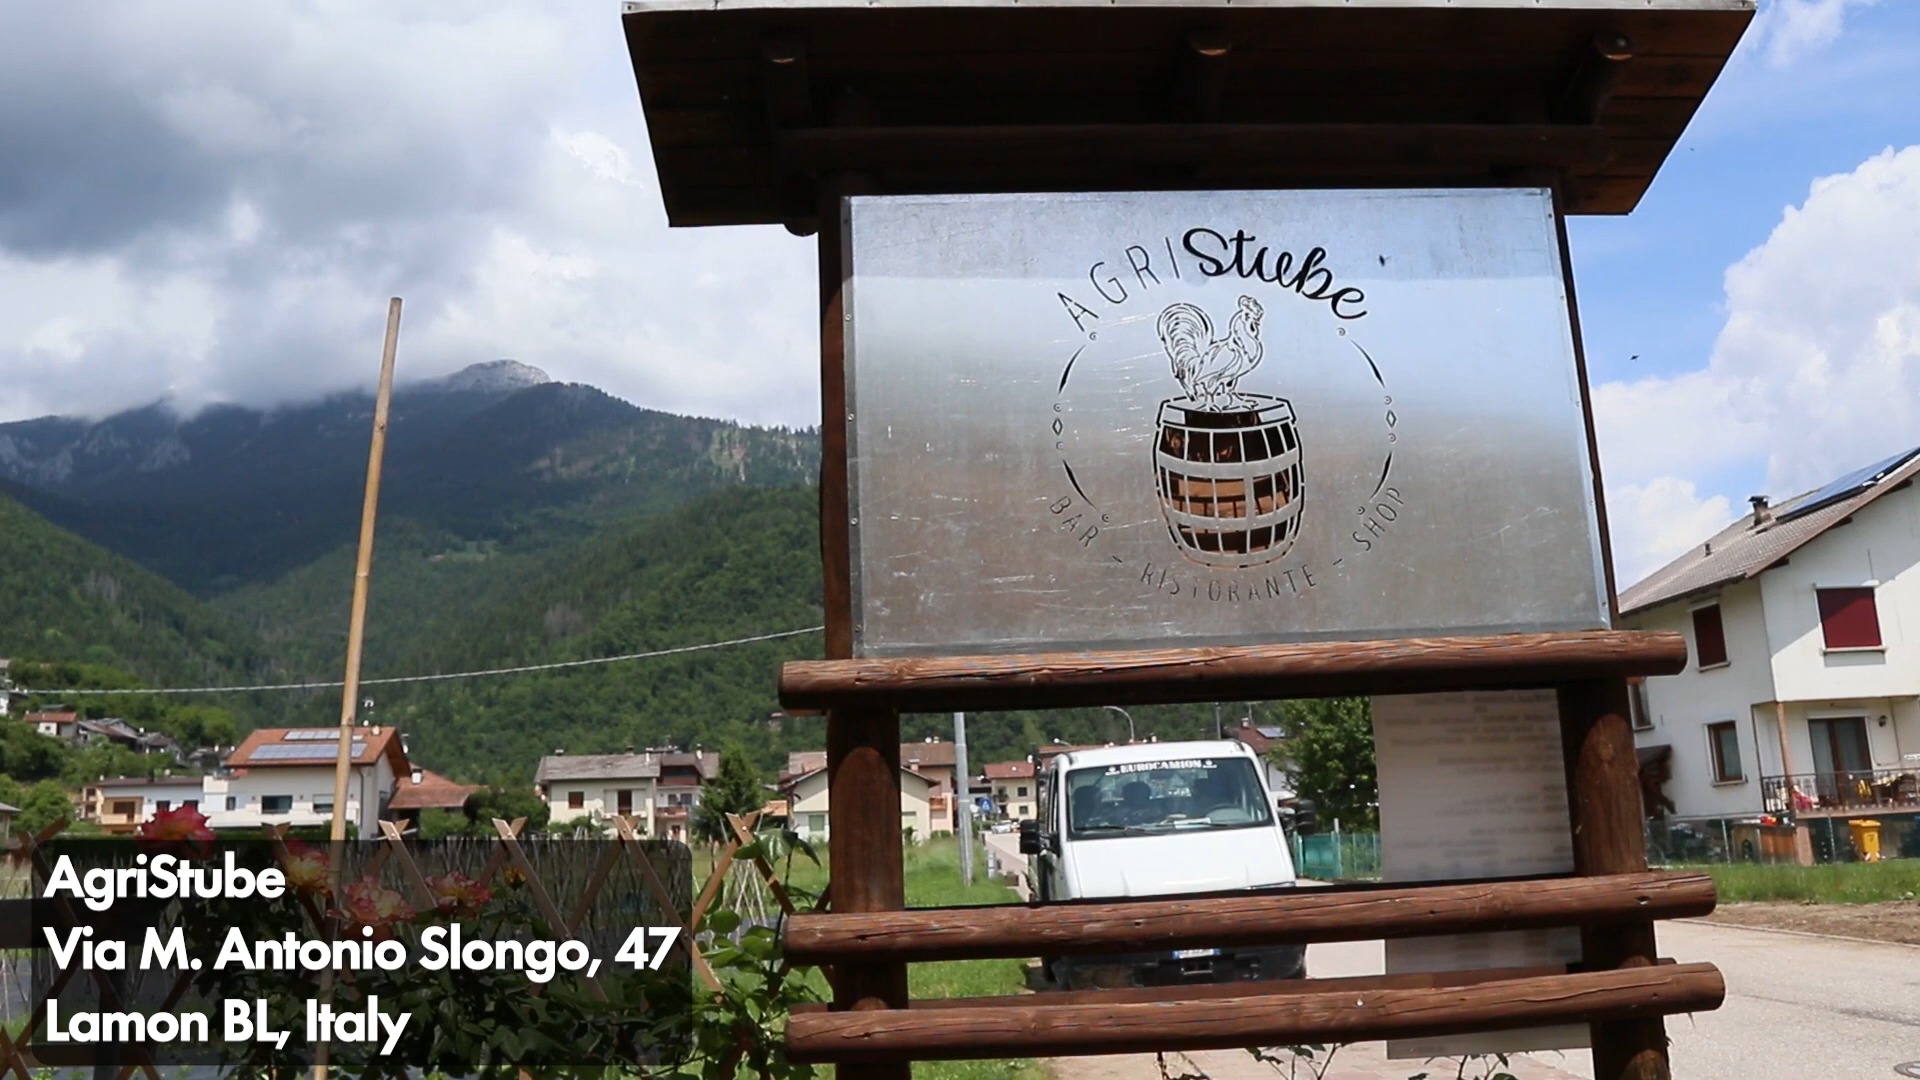 AGRIStube
BAR - RISTORANTE - SHOP
EUROCAMION
AgriStube
Via M. Antonio Slongo, 47
Lamon BL, Italy